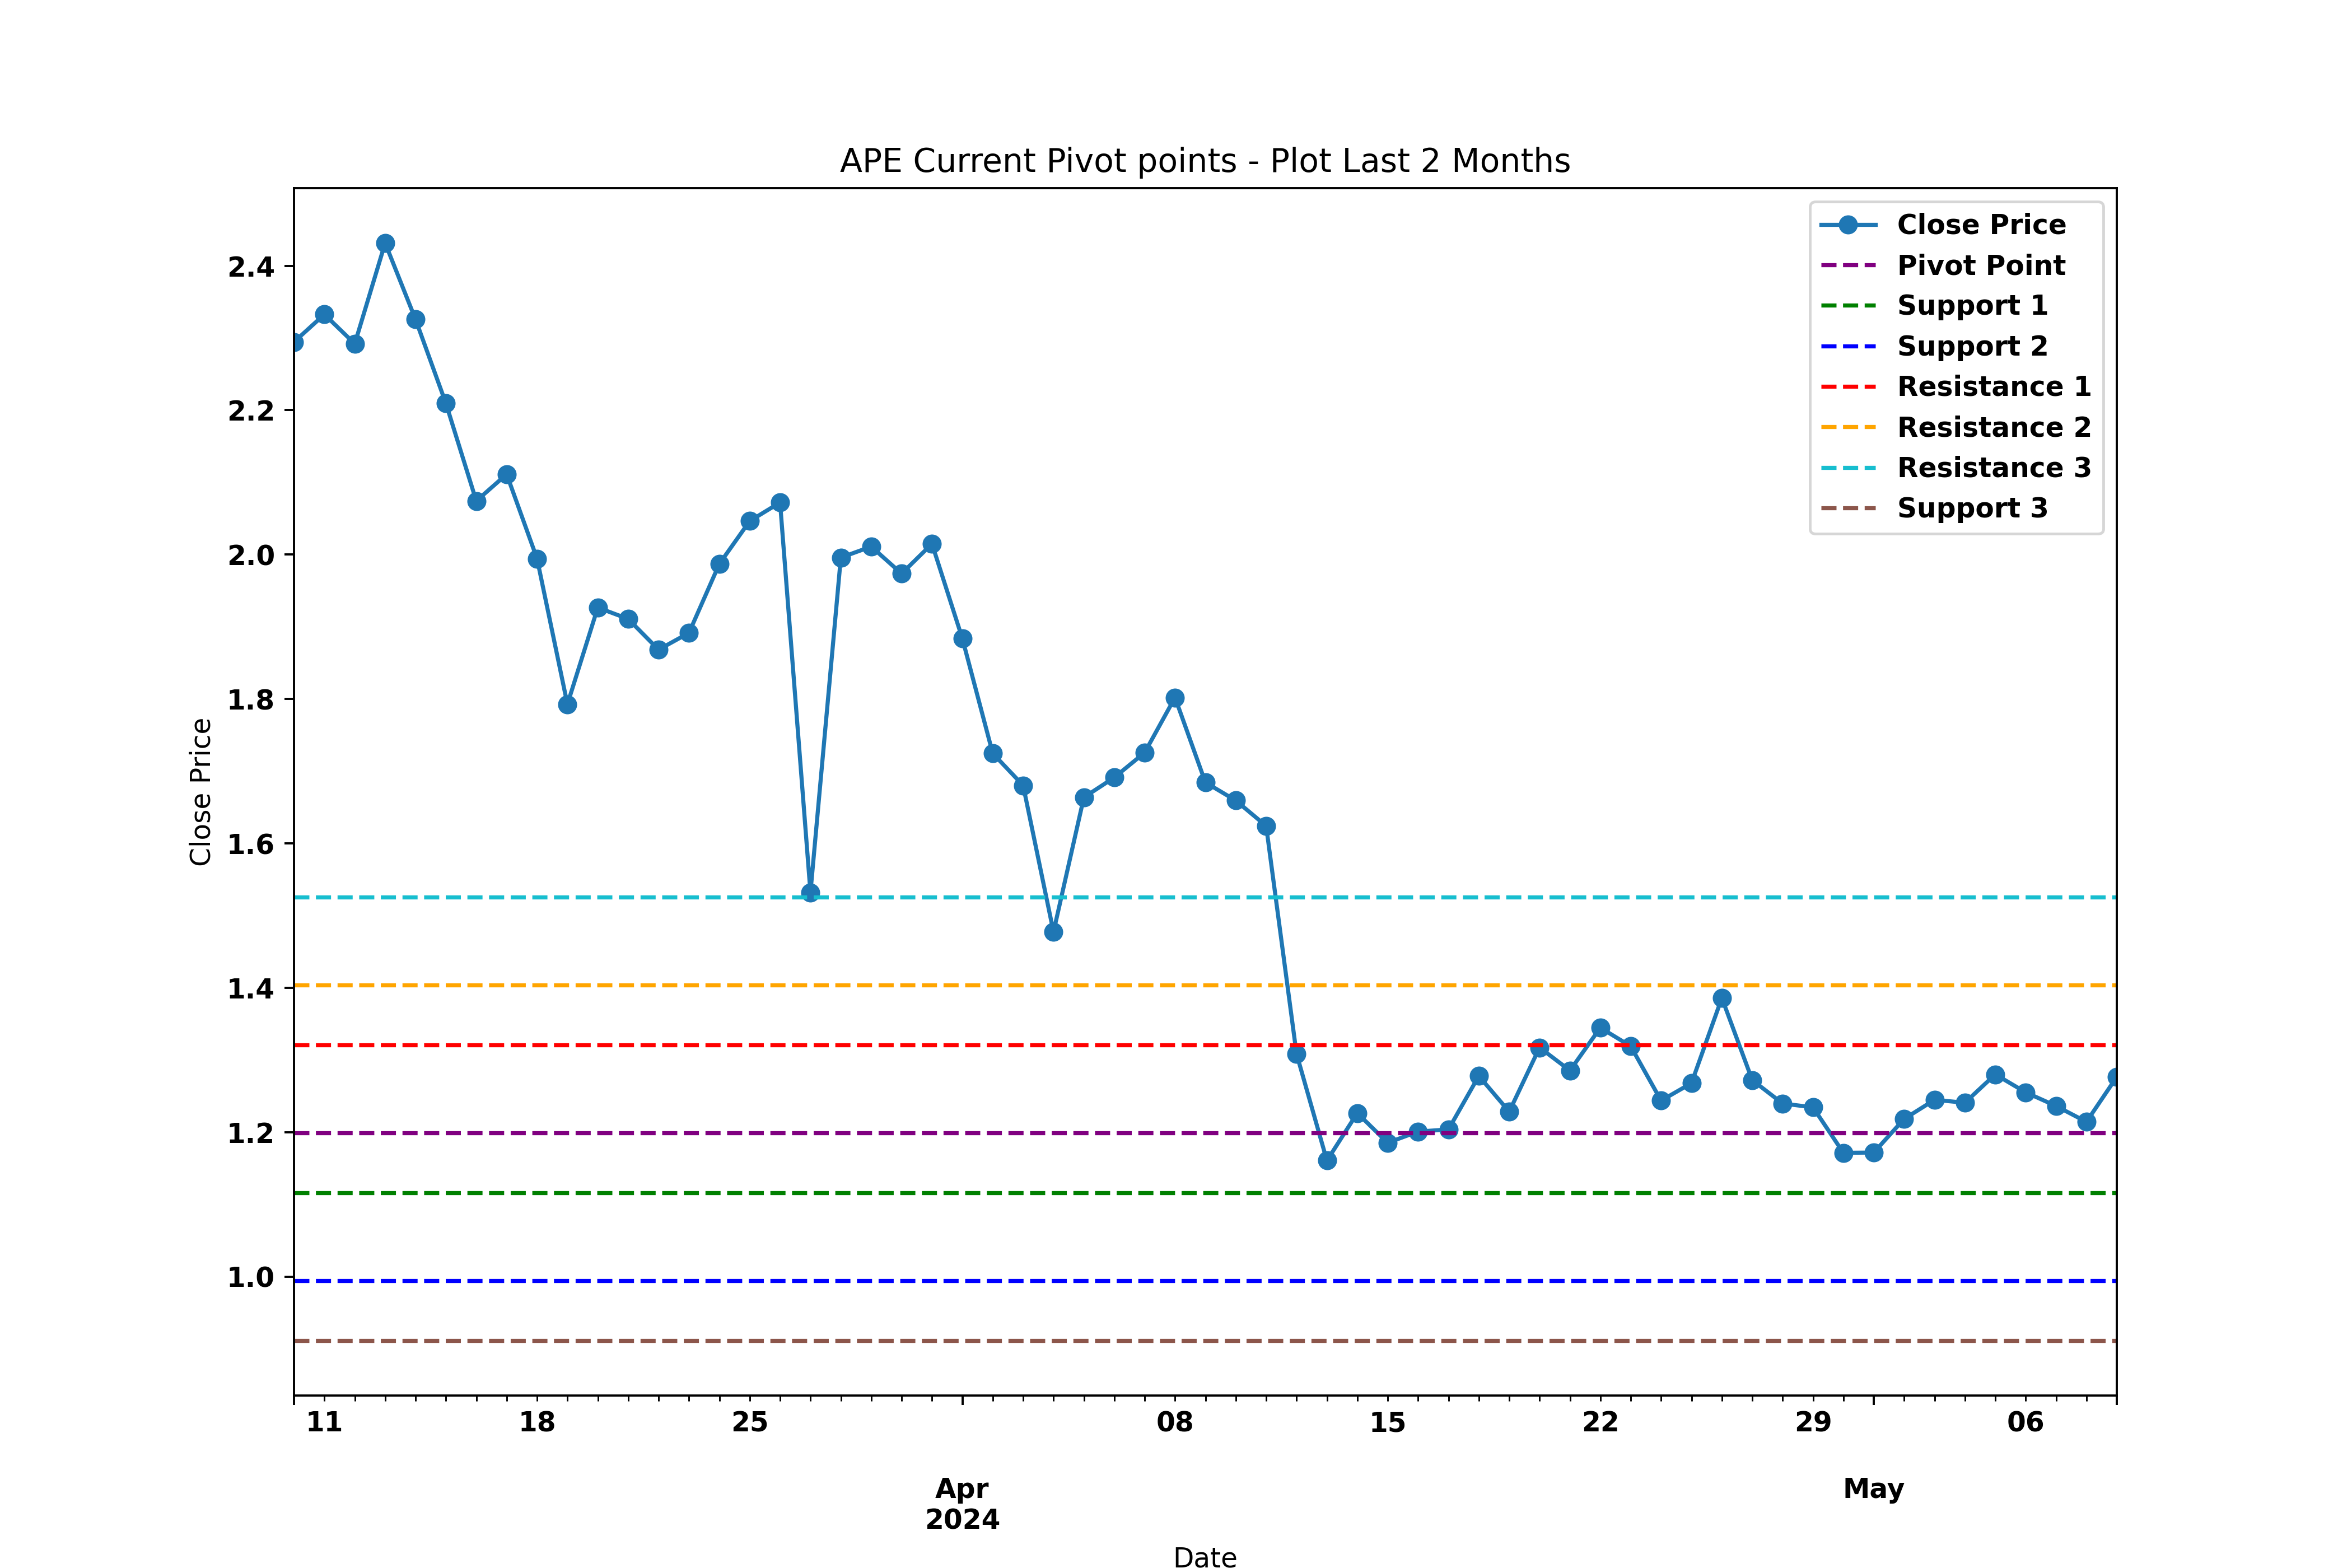 APE Current Pivot points - Plot Last 2 Months
Close Price
Pivot Point
Support 1
Support 2
Resistance 1
Resistance 2
Resistance 3
Support 3
2.4
2.2
2.0
1.8
1.6
1.4
1.2
1.0
Close Price
11 18 25 08 15 22 29 06
Apr May
2024
Date